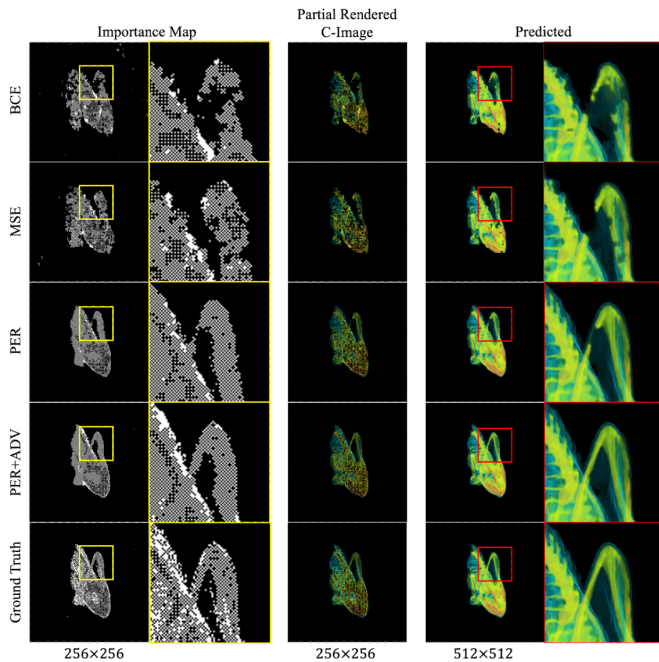 Partial Rendered
Importance Map
C-Image
Predicted
BCE
MSE
PER
PER+ADV
Ground Truth
256×256
256×256
512×512